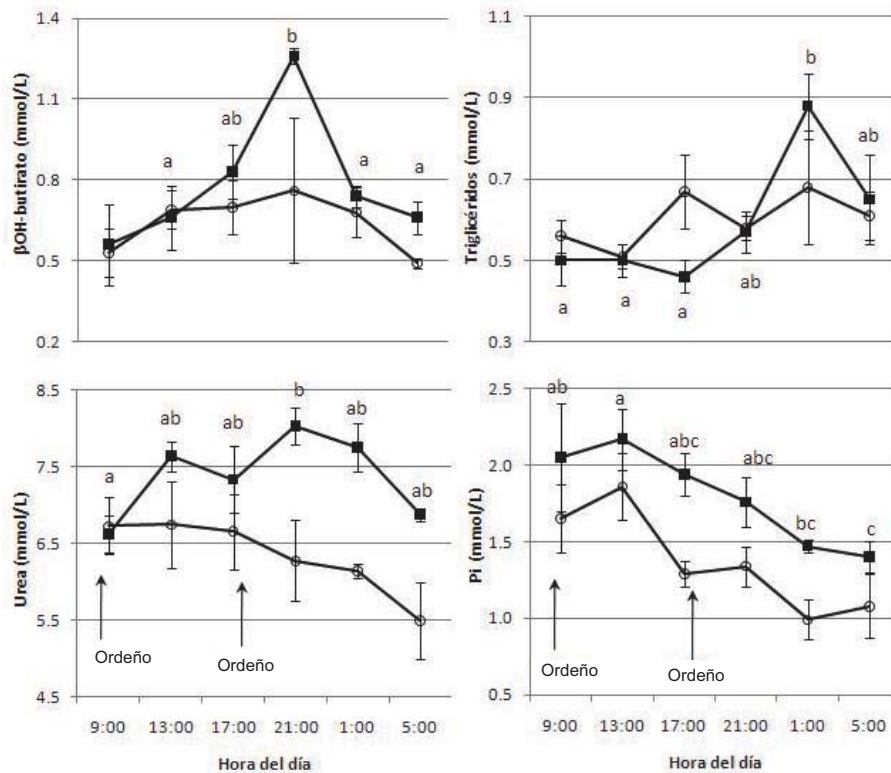 βOH-butirato (mmol/L)
1.4
1.1
0.8
0.5
0.2
a
ab
b
a
a
Triglicéridos (mmol/L)
1.1
0.9
0.7
0.5
0.3
a
a
a
ab
b
ab
Urea (mmol/L)
8.5
7.5
6.5
5.5
4.5
a
ab
ab
b
ab
ab
Ordeño
Ordeño
9:00 13:00 17:00 21:00 1:00 5:00
Hora del día
Pi (mmol/L)
2.5
2.0
1.5
1.0
0.5
ab
a
abc
abc
bc
c
Ordeño
Ordeño
9:00 13:00 17:00 21:00 1:00 5:00
Hora del día